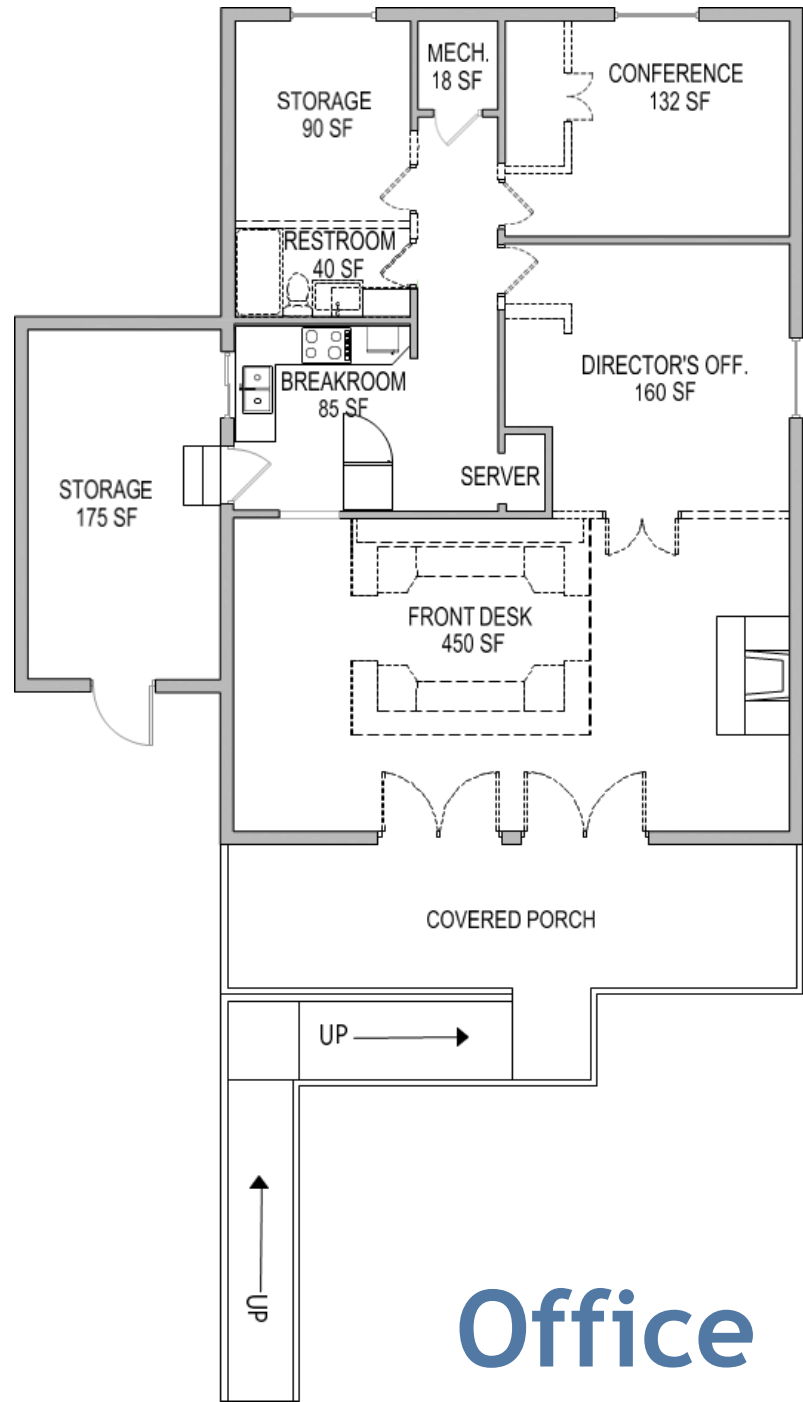 MECH.
18 SF
CONFERENCE
132 SF
STORAGE
90 SF
RESTROOM
40 SF
DIRECTOR'S OFF.
160 SF
BREAKROOM
85 SF
SERVER
STORAGE
175 SF
FRONT DESK
450 SF
COVERED PORCH
UP
UP
Office